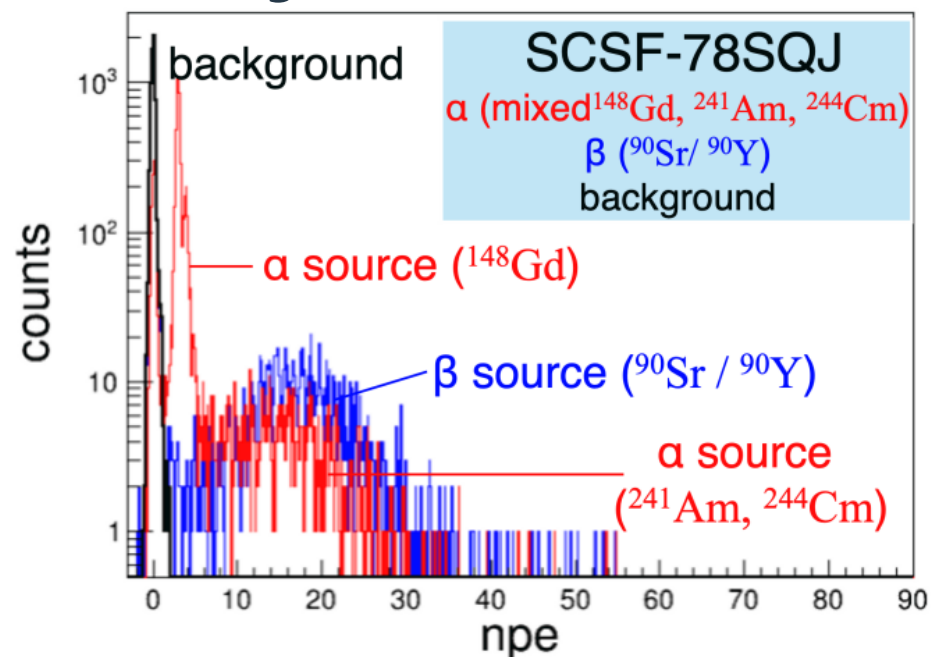 background
SCSF-78SQJ
α (mixed¹⁴⁸Gd, ²⁴¹Am, ²⁴⁴Cm)
β (⁹⁰Sr/ ⁹⁰Y)
background
10³
10²
10
1
counts
α source (¹⁴⁸Gd)
β source (⁹⁰Sr / ⁹⁰Y)
α source
(²⁴¹Am, ²⁴⁴Cm)
0 10 20 30 40 50 60 70 80 90
npe